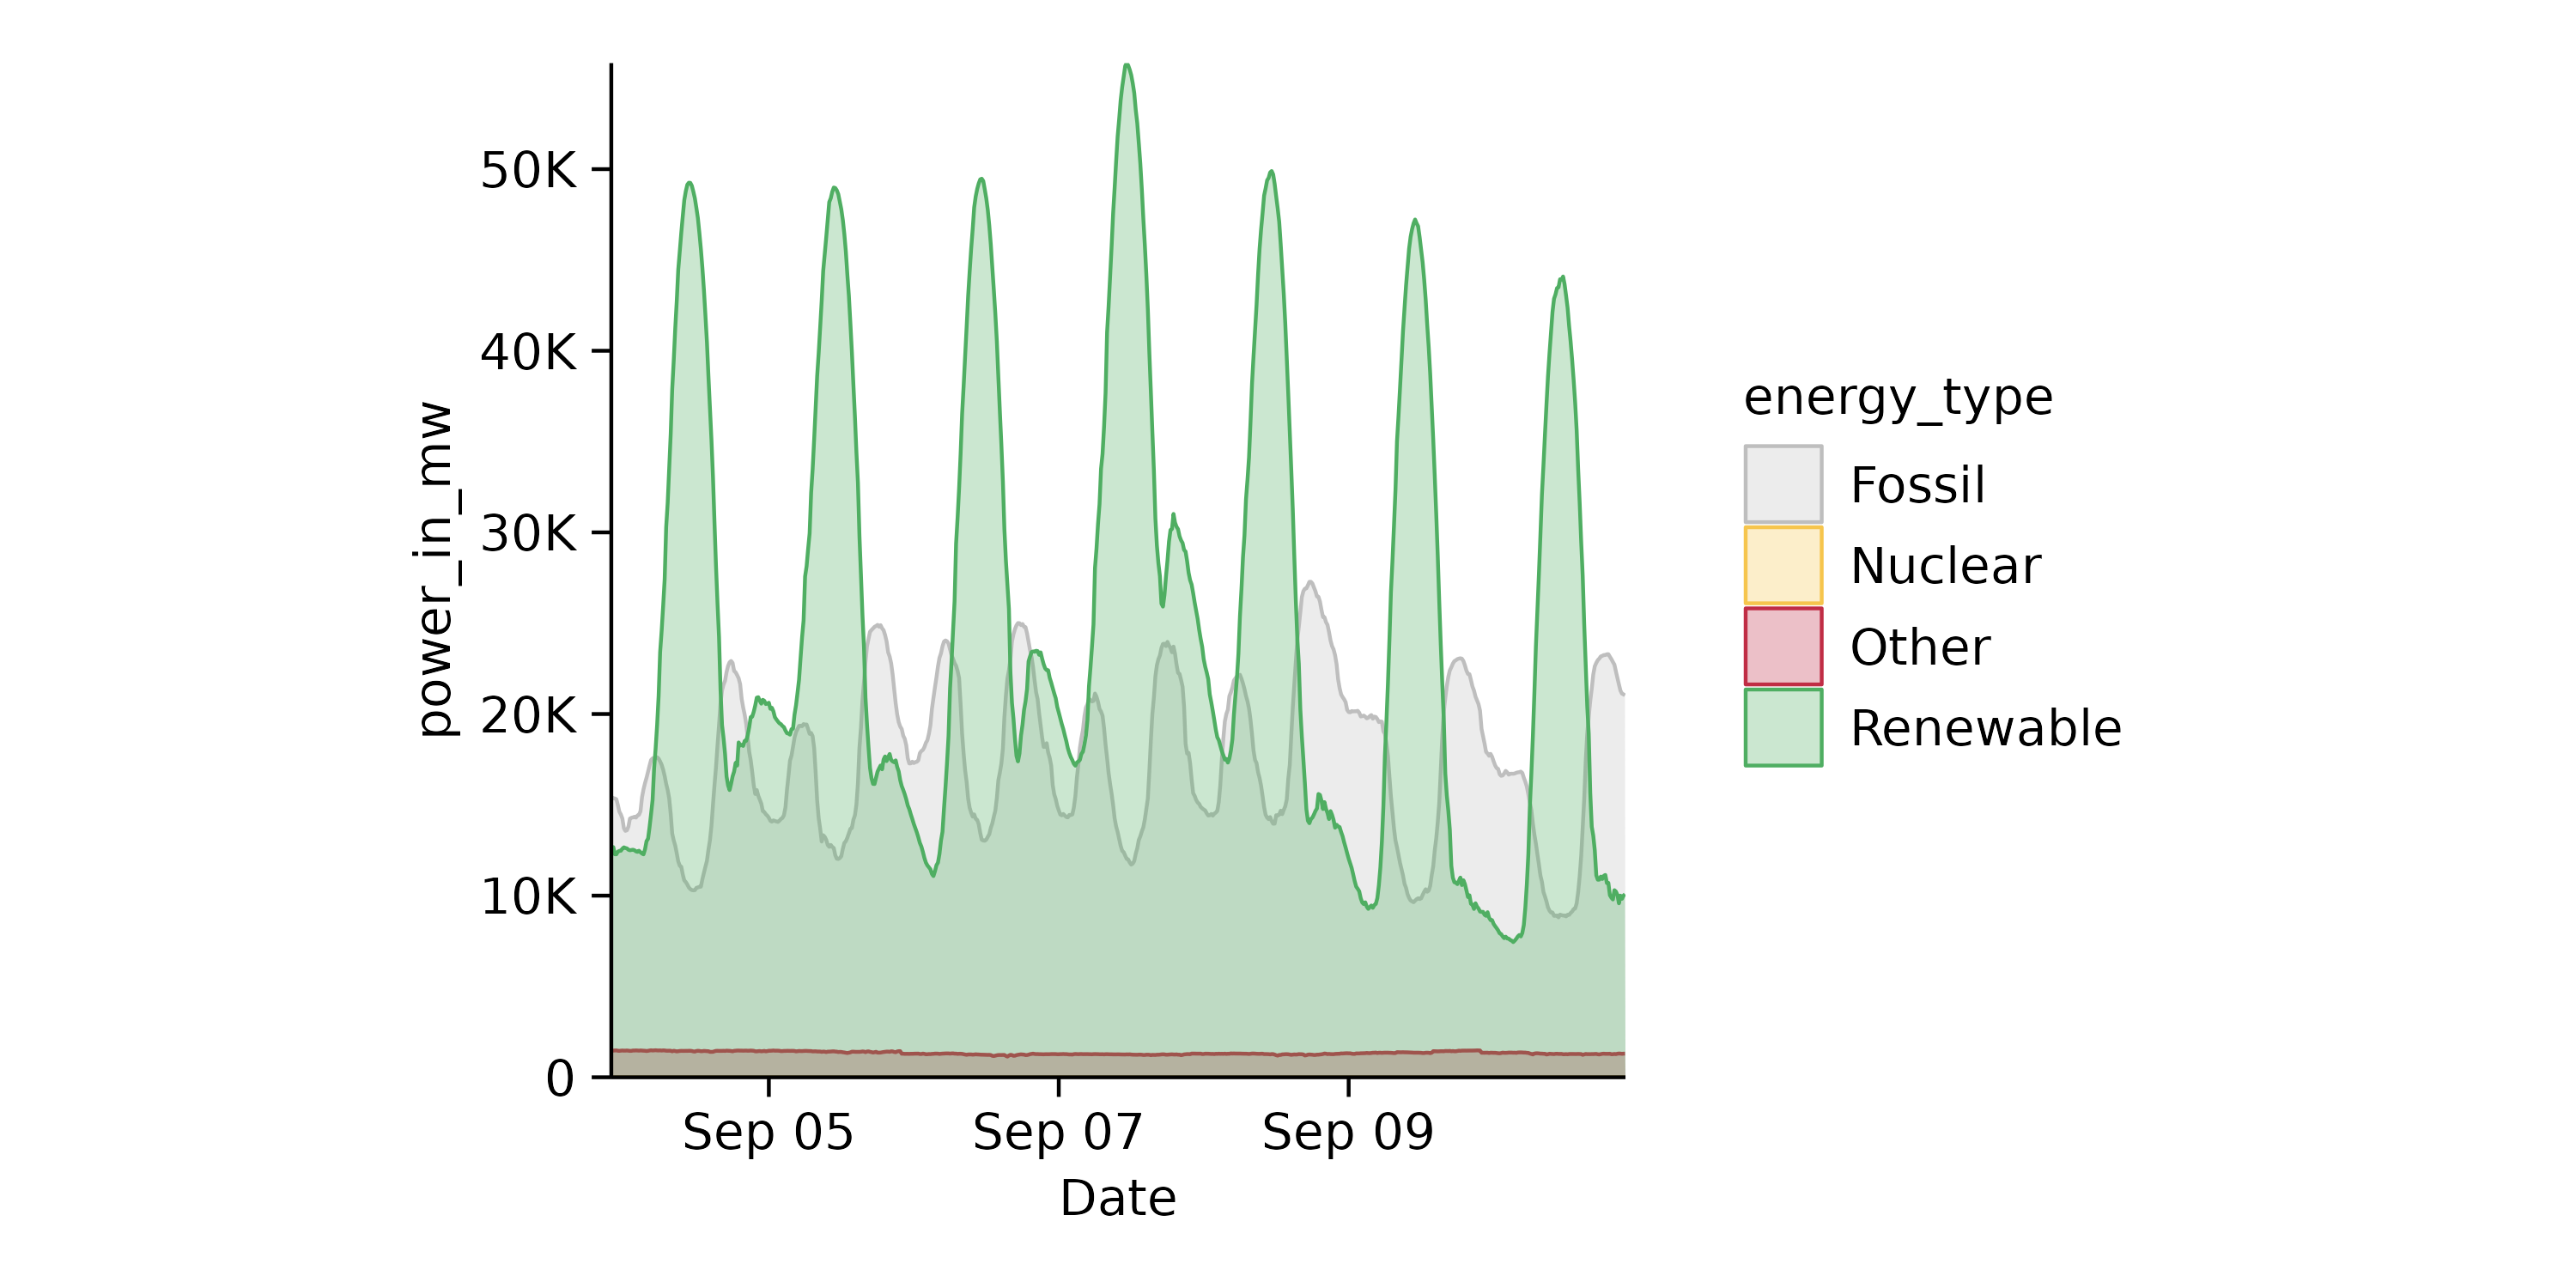 power_in_mw
50K
40K
30K
20K
10K
0
Sep 05
Sep 07
Sep 09
Date
energy_type
Fossil
Nuclear
Other
Renewable